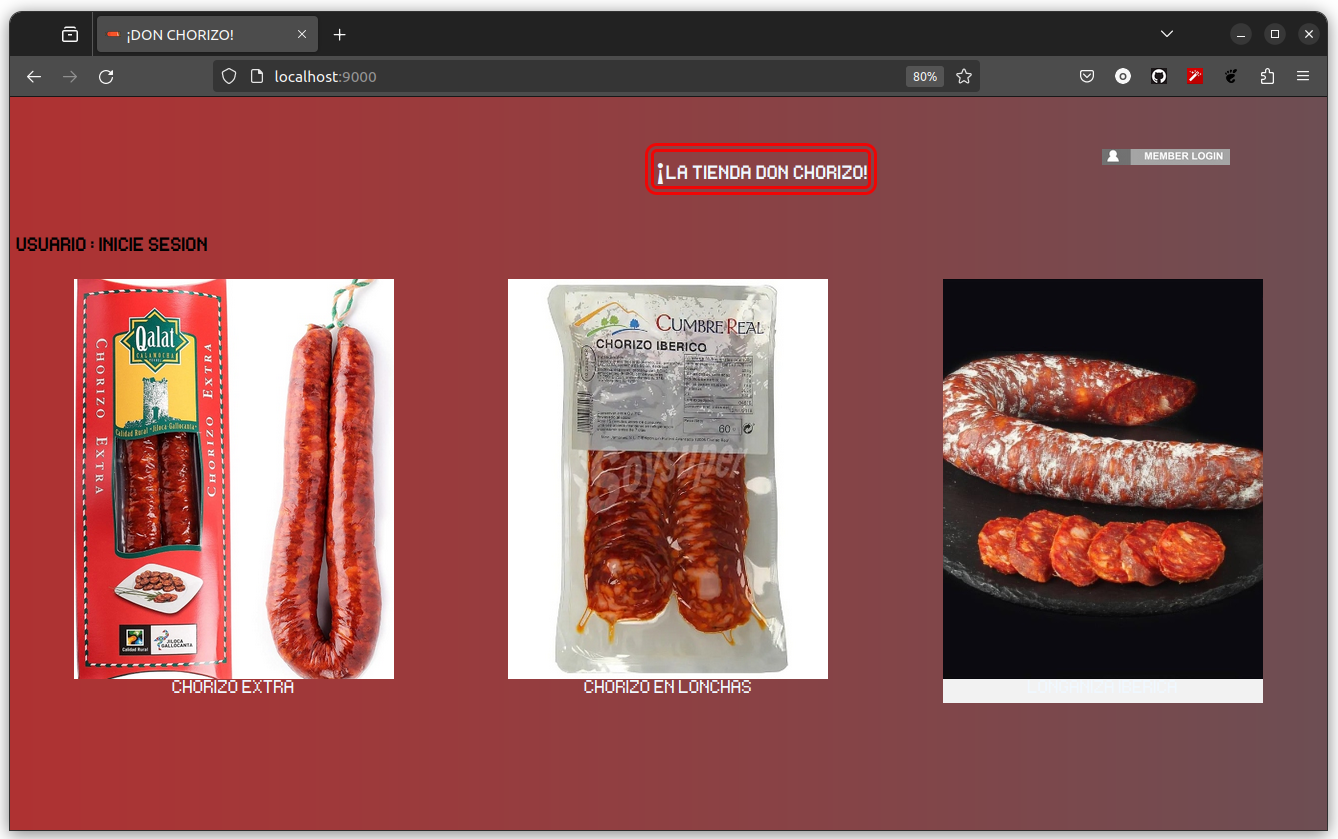 ¡DON CHORIZO!
localhost:9000
80%
¡LA TIENDA DON CHORIZO!
MEMBER LOGIN
USUARIO : INICIE SESION
Qalat
CALAMOCHA
CHORIZO EXTRA
CHORIZO EXTRA
Calidad Rural
Jiloca-Gallocanta
Calidad Rural
JILOCA
GALLOCANTA
CUMBRE REAL
CHORIZO IBERICO
60
Soysuper
CHORIZO EXTRA
CHORIZO EN LONCHAS